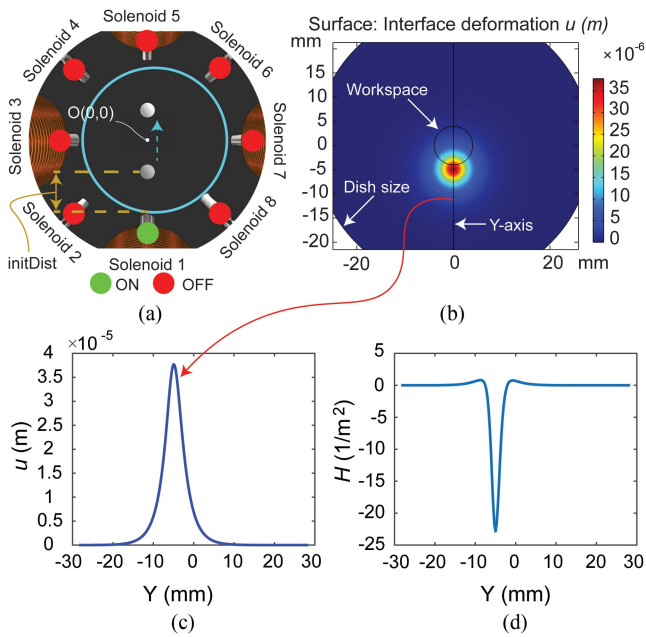 Solenoid 5
Solenoid 4
Solenoid 6
Solenoid 3
O(0,0)
Solenoid 7
Solenoid 2
Solenoid 8
initDist
Solenoid 1
ON OFF
(a)
Surface: Interface deformation u (m)
mm
×10⁻⁶
20
15
10
5
0
-5
-10
-15
-20
Workspace
Dish size
Y-axis
-20 0 20 mm
35
30
25
20
15
10
5
0
(b)
×10⁻⁵
4
3.5
3
2.5
2
1.5
1
0.5
0
u (m)
-30 -20 -10 0 10 20 30
Y (mm)
(c)
5
0
-5
-10
-15
-20
-25
H (1/m²)
-30 -20 -10 0 10 20 30
Y (mm)
(d)